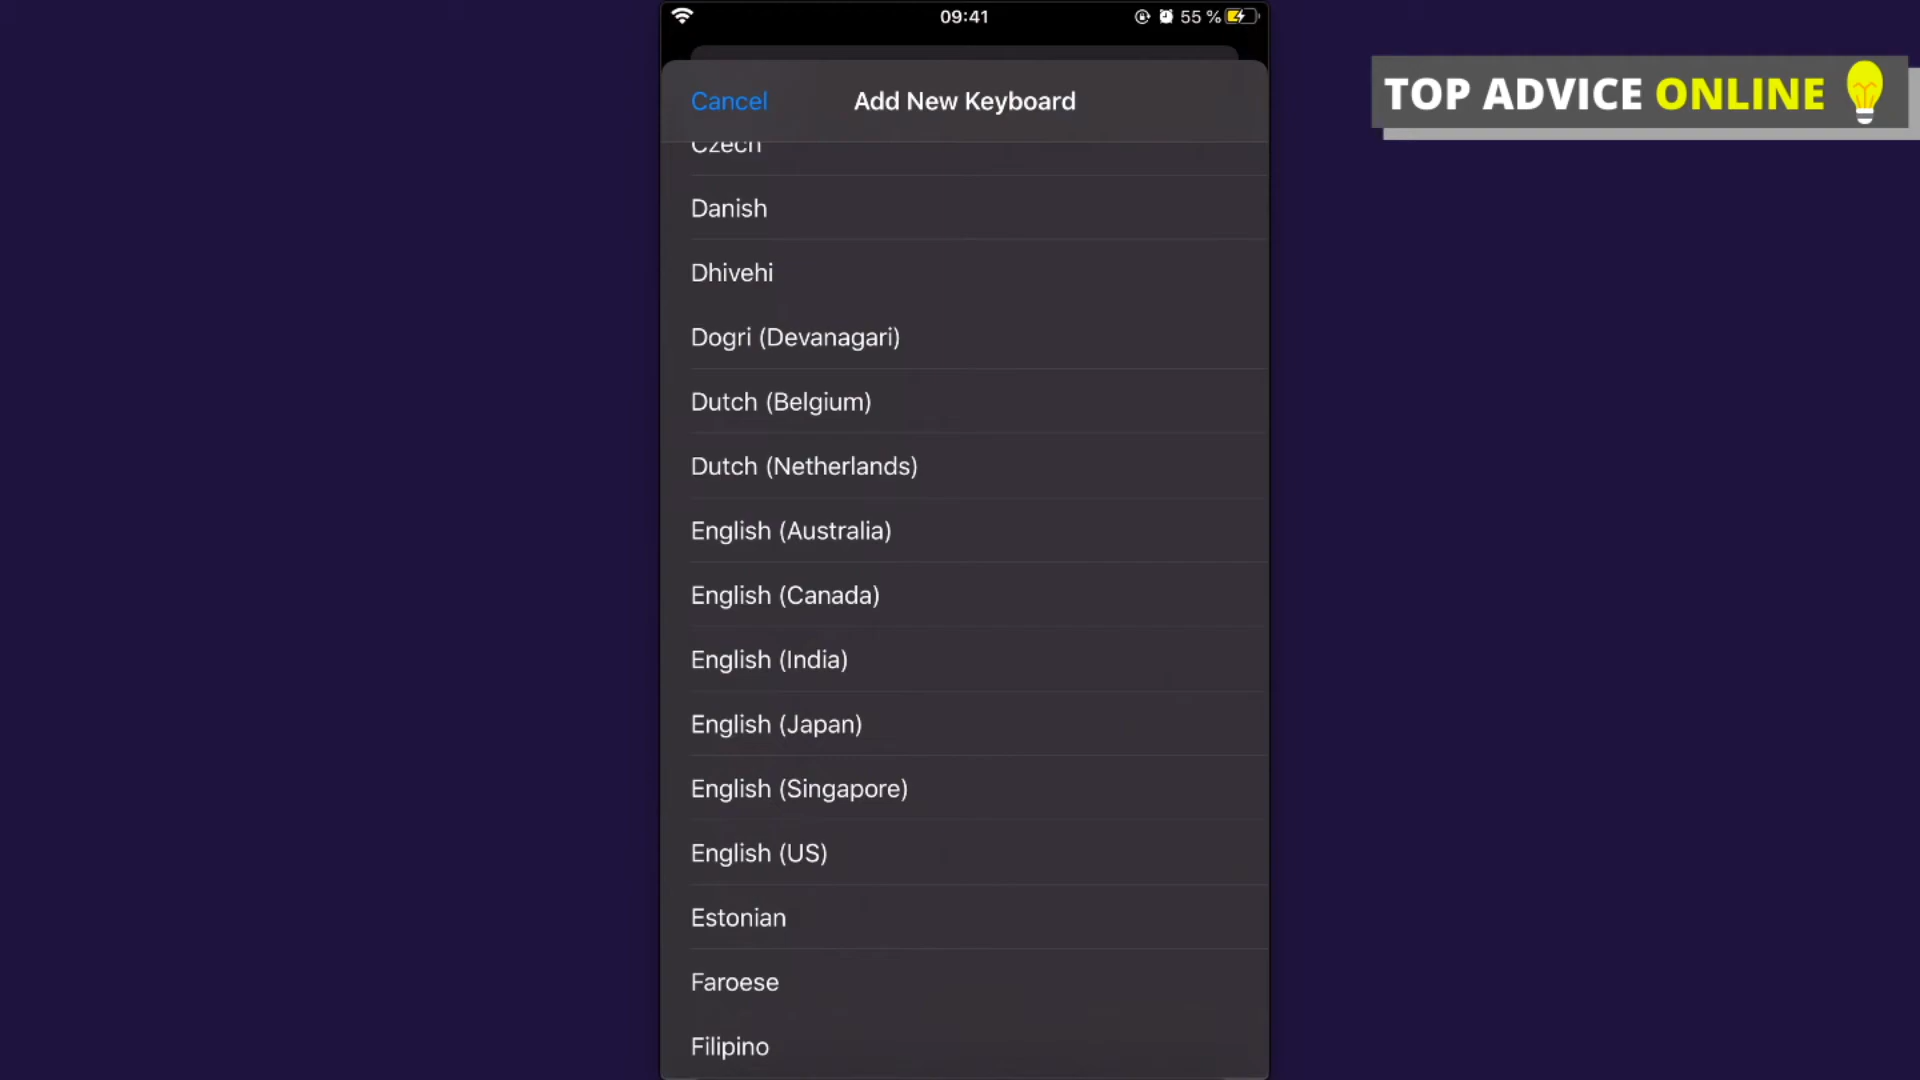 09:41
55 %
TOP ADVICE ONLINE
Cancel
Add New Keyboard
Czech
Danish
Dhivehi
Dogri (Devanagari)
Dutch (Belgium)
Dutch (Netherlands)
English (Australia)
English (Canada)
English (India)
English (Japan)
English (Singapore)
English (US)
Estonian
Faroese
Filipino